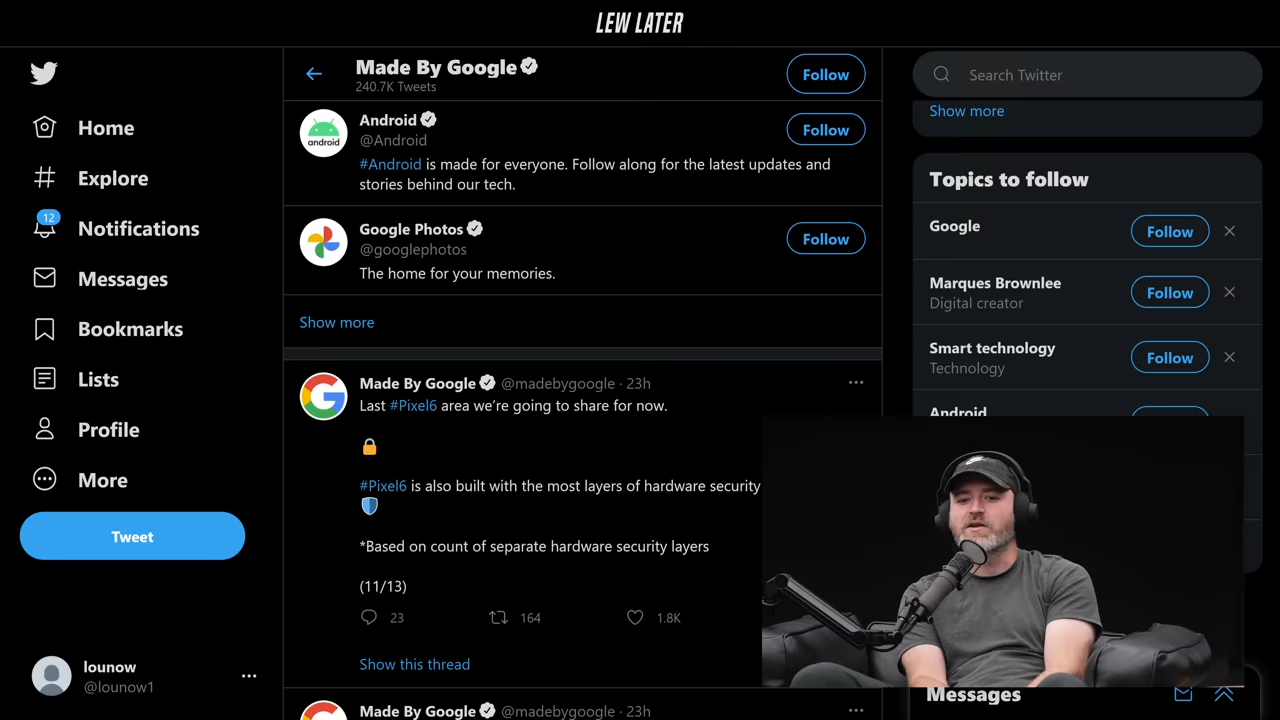 LEW LATER
Home
Explore
12
Notifications
Messages
Bookmarks
Lists
Profile
More
Tweet
lounow
@lounow1
Made By Google
240.7K Tweets
Follow
Android
@Android
Follow
#Android is made for everyone. Follow along for the latest updates and
stories behind our tech.
android
Google Photos
@googlephotos
Follow
The home for your memories.
Show more
Made By Google @madebygoogle · 23h
Last #Pixel6 area we’re going to share for now.
#Pixel6 is also built with the most layers of hardware security
*Based on count of separate hardware security layers
(11/13)
23 164 1.8K
Show this thread
Made By Google @madebygoogle · 23h
Search Twitter
Show more
Topics to follow
Google
Follow
Marques Brownlee
Digital creator
Follow
Smart technology
Technology
Follow
Android
Messages